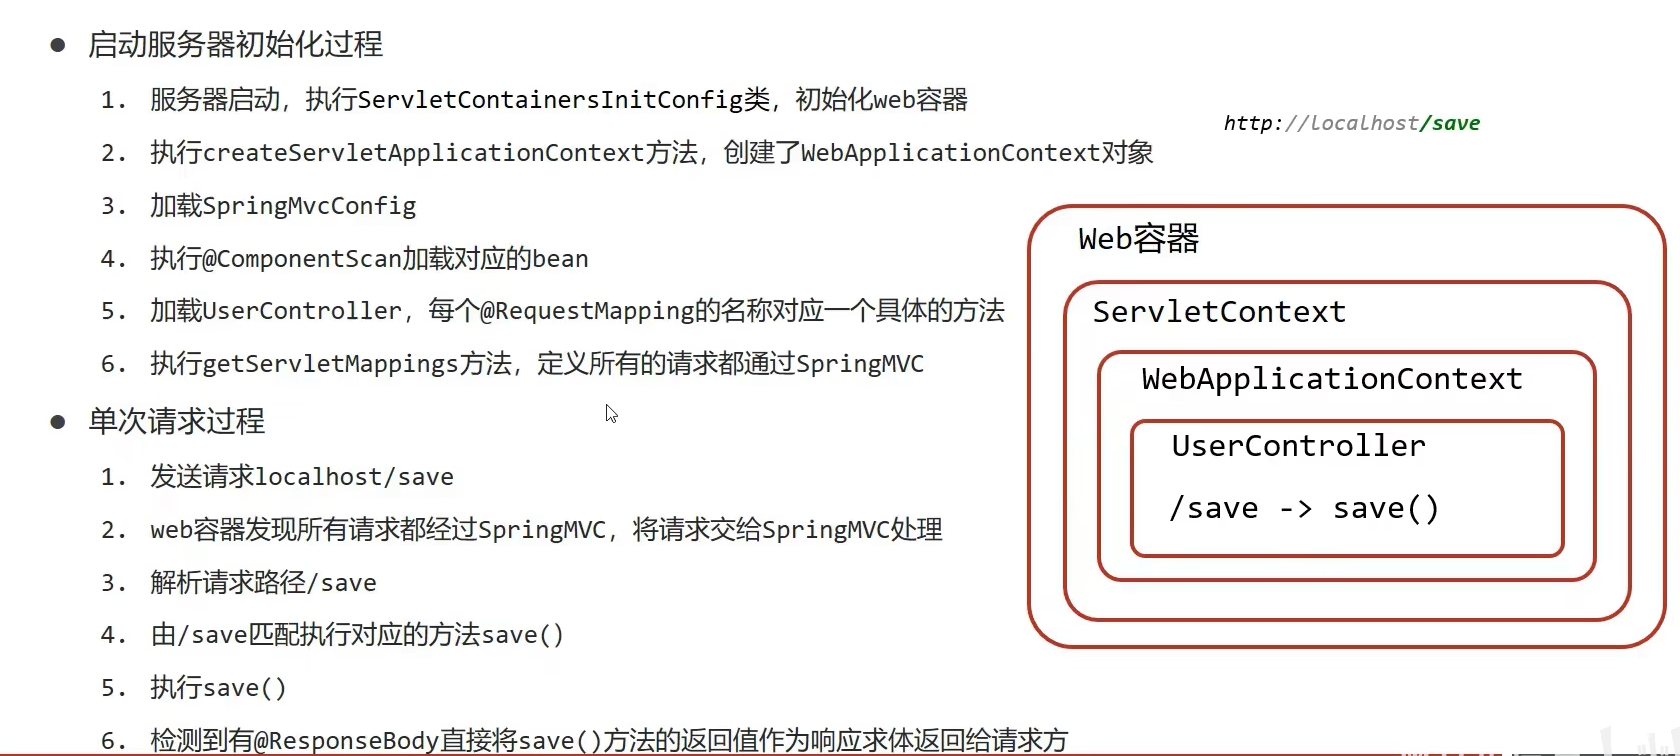 ● 启动服务器初始化过程
1. 服务器启动，执行ServletContainersInitConfig类，初始化web容器
2. 执行createServletApplicationContext方法，创建了WebApplicationContext对象
3. 加载SpringMvcConfig
4. 执行@ComponentScan加载对应的bean
5. 加载UserController，每个@RequestMapping的名称对应一个具体的方法
6. 执行getServletMappings方法，定义所有的请求都通过SpringMVC
● 单次请求过程
1. 发送请求localhost/save
2. web容器发现所有请求都经过SpringMVC，将请求交给SpringMVC处理
3. 解析请求路径/save
4. 由/save匹配执行对应的方法save()
5. 执行save()
6. 检测到有@ResponseBody直接将save()方法的返回值作为响应求体返回给请求方
http://localhost/save
Web容器
ServletContext
WebApplicationContext
UserController
/save -> save()